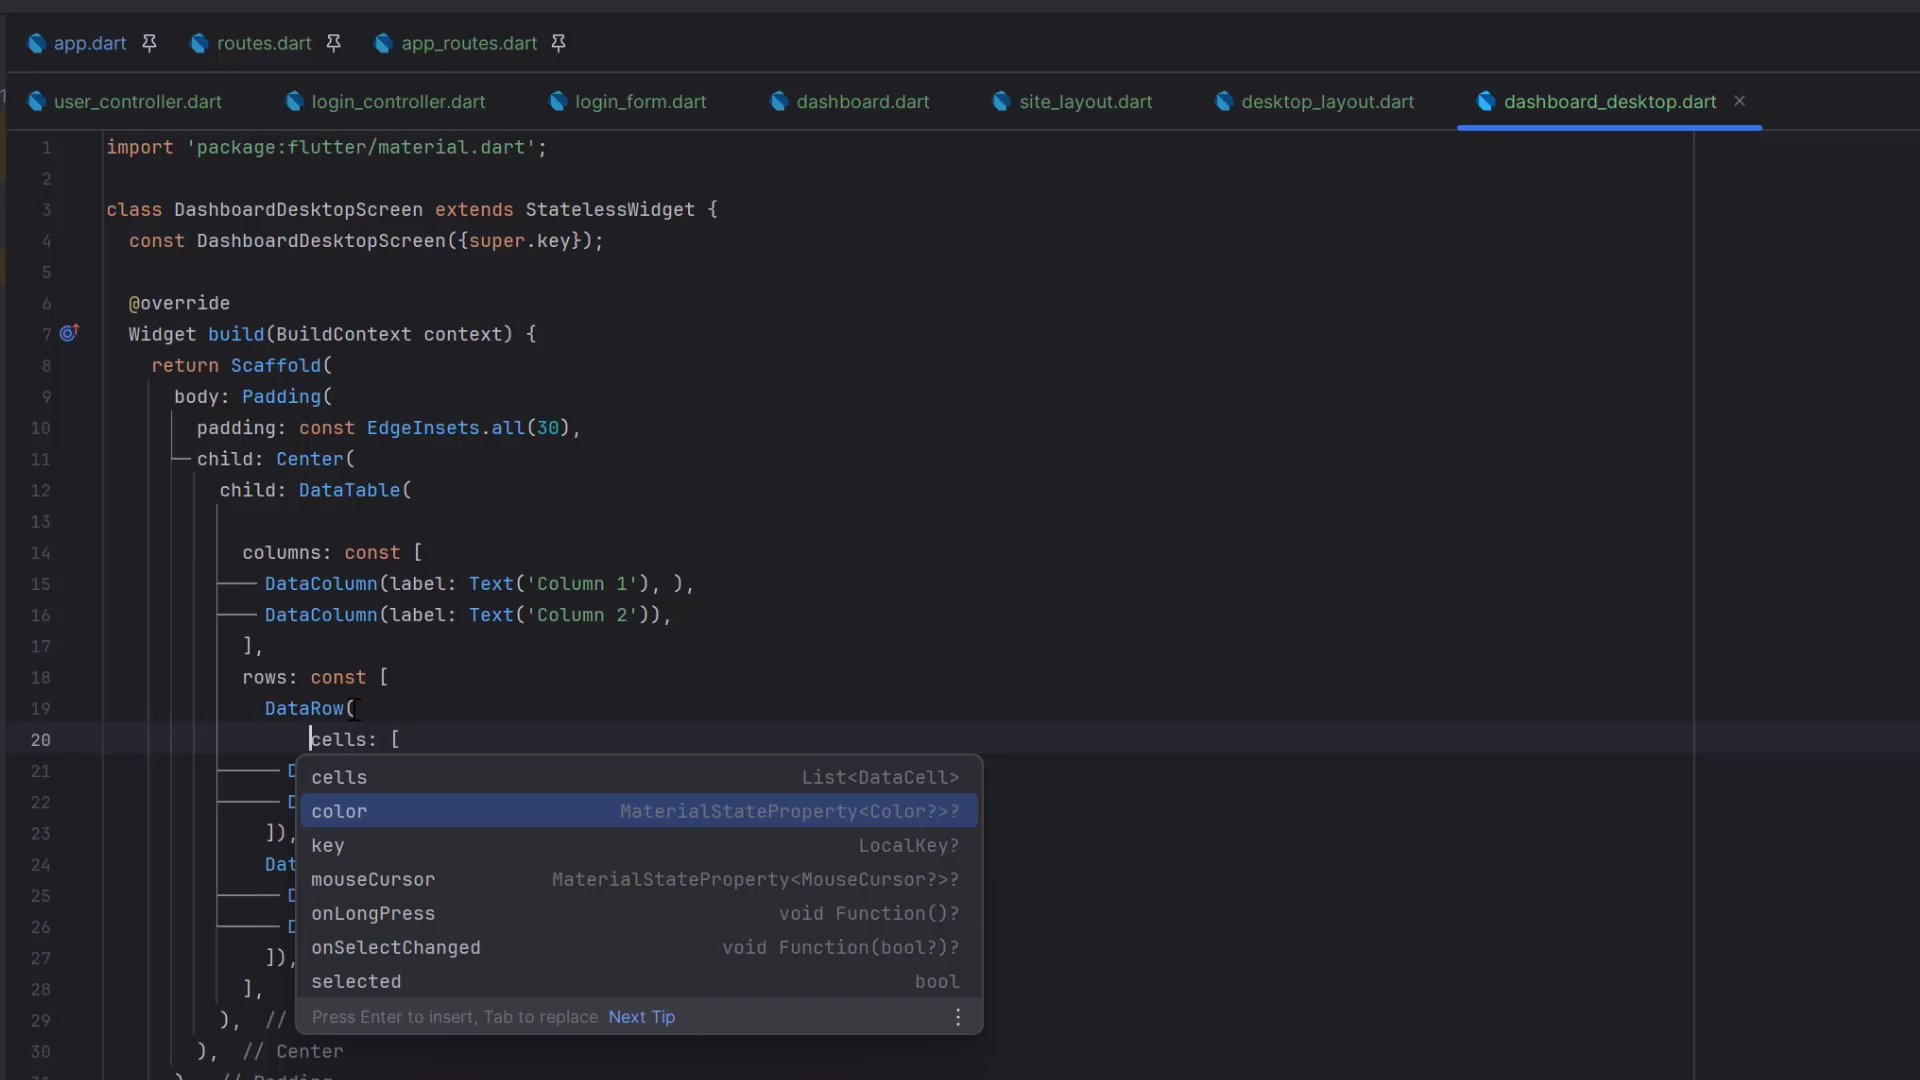 app.dart
routes.dart
app_routes.dart
user_controller.dart
login_controller.dart
login_form.dart
dashboard.dart
site_layout.dart
desktop_layout.dart
dashboard_desktop.dart
1 import 'package:flutter/material.dart';
2
3 class DashboardDesktopScreen extends StatelessWidget {
4 const DashboardDesktopScreen({super.key});
5
6 @override
7 Widget build(BuildContext context) {
8 return Scaffold(
9 body: Padding(
10 padding: const EdgeInsets.all(30),
11 child: Center(
12 child: DataTable(
13
14 columns: const [
15 DataColumn(label: Text('Column 1'), ),
16 DataColumn(label: Text('Column 2')),
17 ],
18 rows: const [
19 DataRow(
20 cells: [
21 D
22 D
23 ]),
24 Dat
25 D
26 D
27 ]),
28 ],
29 ), //
30 ), // Center
cells List<DataCell>
color MaterialStateProperty<Color?>?
key LocalKey?
mouseCursor MaterialStateProperty<MouseCursor?>?
onLongPress void Function()?
onSelectChanged void Function(bool?)?
selected bool
Press Enter to insert, Tab to replace Next Tip